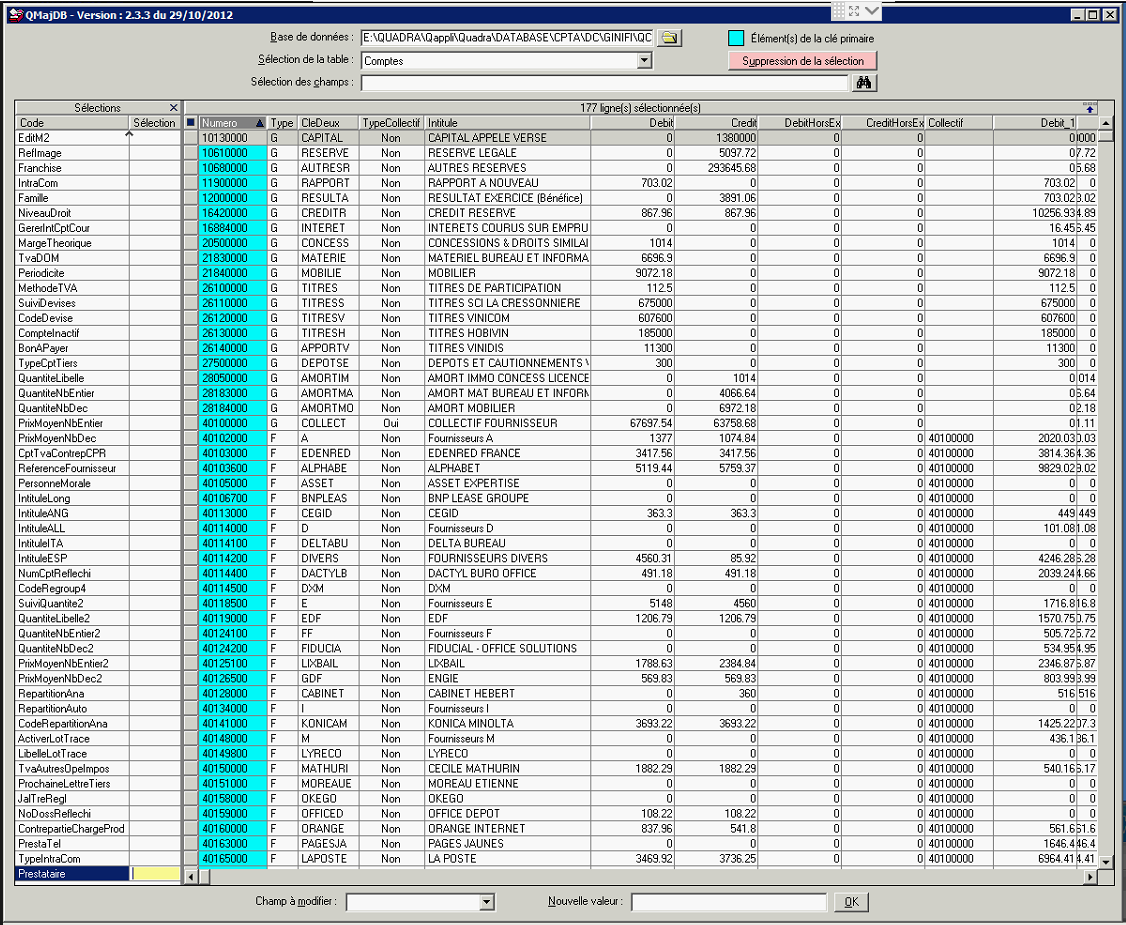 QMajDB - Version : 2.3.3 du 29/10/2012
Base de données : E:\QUADRA\Qappli\Quadra\DATABASE\CPTA\DC\GINIFI\QC
Élément(s) de la clé primaire
Sélection de la table : Comptes
Suppression de la sélection
Sélection des champs :
Sélections X
177 ligne(s) sélectionnée(s)
Code Sélection
Numero Type CleDeux TypeCollectif Intitule Debit Credit DebitHorsEx CreditHorsEx Collectif Debit_1
EditM2 10130000 G CAPITAL Non CAPITAL APPELE VERSE 0 1380000 0 0 0 000
RefImage 10610000 G RESERVE Non RESERVE LEGALE 0 5097.72 0 0 0 7.72
Franchise 10680000 G AUTRESR Non AUTRES RESERVES 0 293645.68 0 0 0 5.68
IntraCom 11900000 G RAPPORT Non RAPPORT A NOUVEAU 703.02 0 0 0 703.02 0
Famille 12000000 G RESULTA Non RESULTAT EXERCICE (Bénéfice) 0 3891.06 0 0 703.02 3.02
NiveauDroit 16420000 G CREDITR Non CREDIT RESERVE 867.96 867.96 0 0 10256.93 4.89
GererIntCptCour 16884000 G INTERET Non INTERETS COURUS SUR EMPRU 0 0 0 0 16.45 6.45
MargeTheorique 20500000 G CONCESS Non CONCESSIONS & DROITS SIMILAI 1014 0 0 0 1014 0
TvaDOM 21830000 G MATERIE Non MATERIEL BUREAU ET INFORMA 6696.9 0 0 0 6696.9 0
Periodicite 21840000 G MOBILIE Non MOBILIER 9072.18 0 0 0 9072.18 0
MethodeTVA 26100000 G TITRES Non TITRES DE PARTICIPATION 112.5 0 0 0 112.5 0
SuiviDevises 26110000 G TITRESS Non TITRES SCI LA CRESSONNIERE 675000 0 0 0 675000 0
CodeDevise 26120000 G TITRESV Non TITRES VINICOM 607600 0 0 0 607600 0
CompteInactif 26130000 G TITRESH Non TITRES HOBIVIN 185000 0 0 0 185000 0
BonAPayer 26140000 G APPORTV Non TITRES VINIDIS 11300 0 0 0 11300 0
TypeCptTiers 27500000 G DEPOTSE Non DEPOTS ET CAUTIONNEMENTS V 300 0 0 0 300 0
QuantiteLibelle 28050000 G AMORTIM Non AMORT IMMO CONCESS LICENCE 0 1014 0 0 0 014
QuantiteNbEntier 28183000 G AMORTMA Non AMORT MAT BUREAU ET INFORM 0 4066.64 0 0 0 6.64
QuantiteNbDec 28184000 G AMORTMO Non AMORT MOBILIER 0 6972.18 0 0 0 2.18
PrixMoyenNbEntier 40100000 G COLLECT Oui COLLECTIF FOURNISSEUR 67697.54 63758.68 0 0 0 1.11
PrixMoyenNbDec 40102000 F A Non Fournisseurs A 1377 1074.84 0 0 40100000 2020.03 0.03
CptTvaContrepCPR 40103000 F EDENRED Non EDENRED FRANCE 3417.56 3417.56 0 0 40100000 3814.36 4.36
ReferenceFournisseur 40103600 F ALPHABE Non ALPHABET 5119.44 5759.37 0 0 40100000 9829.02 9.02
PersonneMorale 40105000 F ASSET Non ASSET EXPERTISE 0 0 0 0 40100000 0 0
IntituleLong 40106700 F BNPLEAS Non BNP LEASE GROUPE 0 0 0 0 40100000 0 0
IntituleANG 40113000 F CEGID Non CEGID 363.3 363.3 0 0 40100000 449 449
IntituleALL 40114000 F D Non Fournisseurs D 0 0 0 0 40100000 101.08 1.08
IntituleITA 40114100 F DELTABU Non DELTA BUREAU 0 0 0 0 40100000 0 0
IntituleESP 40114200 F DIVERS Non FOURNISSEURS DIVERS 4560.31 85.92 0 0 40100000 4246.28 6.28
NumCptReflechi 40114400 F DACTYLB Non DACTYL BURO OFFICE 491.18 491.18 0 0 40100000 2039.24 4.66
CodeRegroup4 40114500 F DXM Non DXM 0 0 0 0 40100000 0 0
SuiviQuantite2 40118500 F E Non Fournisseurs E 5148 4560 0 0 40100000 1716.8 16.8
QuantiteLibelle2 40119000 F EDF Non EDF 1206.79 1206.79 0 0 40100000 1570.75 0.75
QuantiteNbEntier2 40124100 F FF Non Fournisseurs F 0 0 0 0 40100000 505.72 5.72
QuantiteNbDec2 40124200 F FIDUCIA Non FIDUCIAL - OFFICE SOLUTIONS 0 0 0 0 40100000 534.95 4.95
PrixMoyenNbEntier2 40125100 F LIXBAIL Non LIXBAIL 1788.63 2384.84 0 0 40100000 2346.87 6.87
PrixMoyenNbDec2 40126500 F GDF Non ENGIE 569.83 569.83 0 0 40100000 803.99 3.99
RepartitionAna 40128000 F CABINET Non CABINET HEBERT 0 360 0 0 40100000 516 516
RepartitionAuto 40134000 F I Non Fournisseurs I 0 0 0 0 40100000 0 0
CodeRepartitionAna 40141000 F KONICAM Non KONICA MINOLTA 3693.22 3693.22 0 0 40100000 1425.22 07.3
ActiverLotTrace 40148000 F M Non Fournisseurs M 0 0 0 0 40100000 436.1 36.1
LibelleLotTrace 40149800 F LYRECO Non LYRECO 0 0 0 0 40100000 0 0
TvaAutresOpeImpos 40150000 F MATHURI Non CECILE MATHURIN 1882.29 1882.29 0 0 40100000 540.16 6.17
ProchaineLettreTiers 40151000 F MOREAUE Non MOREAU ETIENNE 0 0 0 0 40100000 0 0
JalTreRegl 40158000 F OKEGO Non OKEGO 0 0 0 0 40100000 0 0
NoDossReflechi 40159000 F OFFICED Non OFFICE DEPOT 108.22 108.22 0 0 40100000 0 0
ContrepartieChargeProd 40160000 F ORANGE Non ORANGE INTERNET 837.96 541.8 0 0 40100000 561.6 61.6
PrestaTel 40163000 F PAGESJA Non PAGES JAUNES 0 0 0 0 40100000 1646.4 46.4
TypeIntraCom 40165000 F LAPOSTE Non LA POSTE 3469.92 3736.25 0 0 40100000 6964.41 4.41
Prestataire
Champ à modifier : Nouvelle valeur : OK